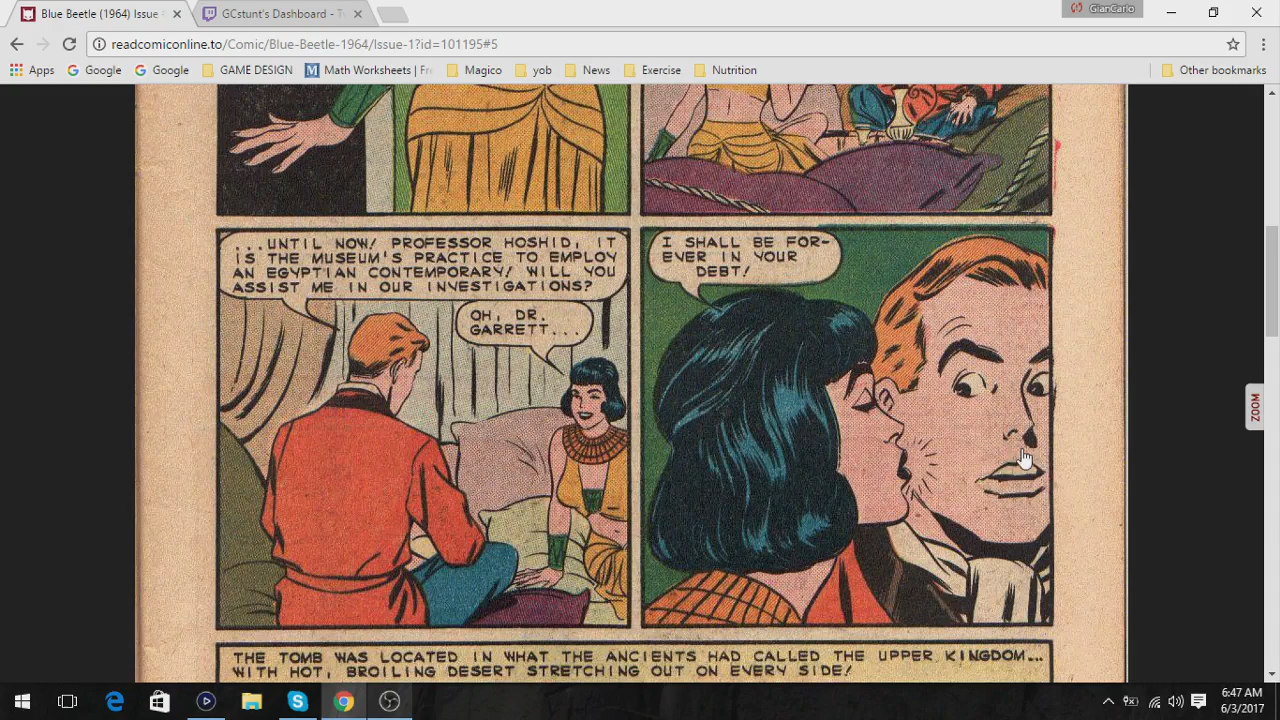 Blue Beetle (1964) Issue
GCstunt's Dashboard - Tw
GianCarlo
readcomiconline.to/Comic/Blue-Beetle-1964/Issue-1?id=101195#5
Apps Google Google GAME DESIGN Math Worksheets | Fr Magico yob News Exercise Nutrition Other bookmarks
...UNTIL NOW! PROFESSOR HOSHID, IT
IS THE MUSEUM'S PRACTICE TO EMPLOY
AN EGYPTIAN CONTEMPORARY! WILL YOU
ASSIST ME IN OUR INVESTIGATIONS?
OH, DR.
GARRETT...
I SHALL BE FOR-
EVER IN YOUR
DEBT!
ZOOM
THE TOMB WAS LOCATED IN WHAT THE ANCIENTS HAD CALLED THE UPPER KINGDOM...
WITH HOT, BROILING DESERT STRETCHING OUT ON EVERY SIDE!
6:47 AM
6/3/2017